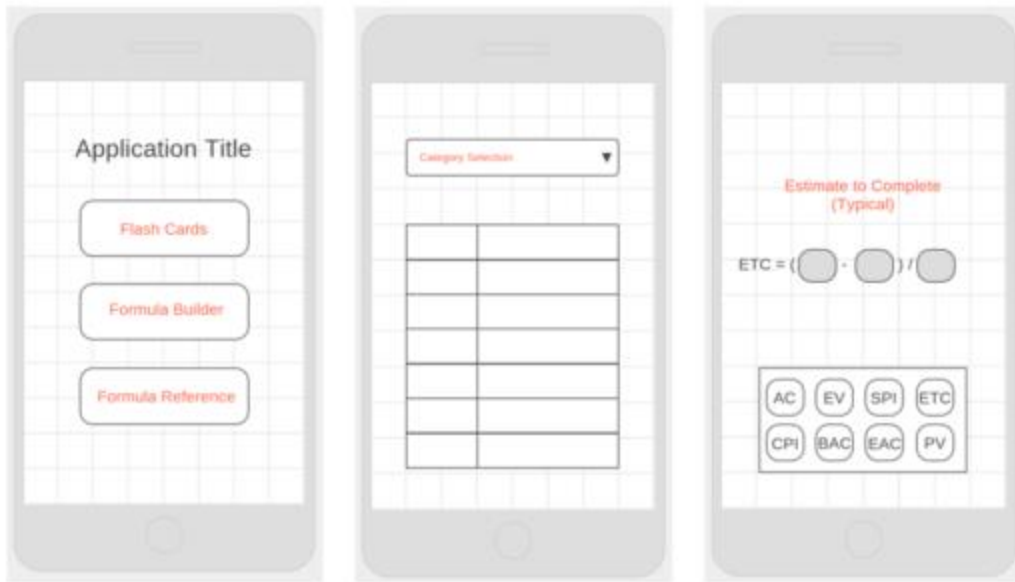 Application Title
Flash Cards
Formula Builder
Formula Reference
Category Selection
Estimate to Complete
(Typical)
ETC = ( - ) /
AC EV SPI ETC
CPI BAC EAC PV